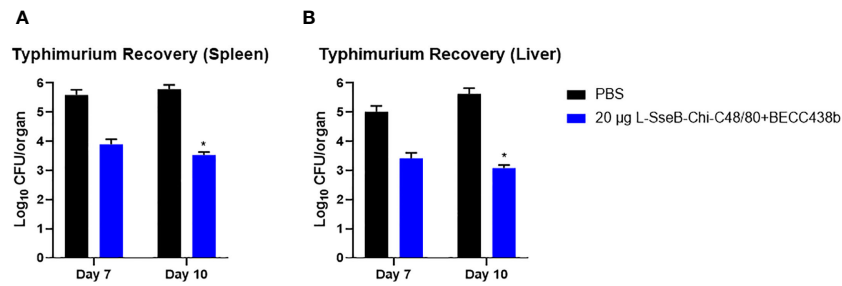 A
Typhimurium Recovery (Spleen)
Log10 CFU/organ
6
5
4
3
2
1
0
*
Day 7
Day 10
B
Typhimurium Recovery (Liver)
Log10 CFU/organ
6
5
4
3
2
1
0
*
Day 7
Day 10
PBS
20 µg L-SseB-Chi-C48/80+BECC438b